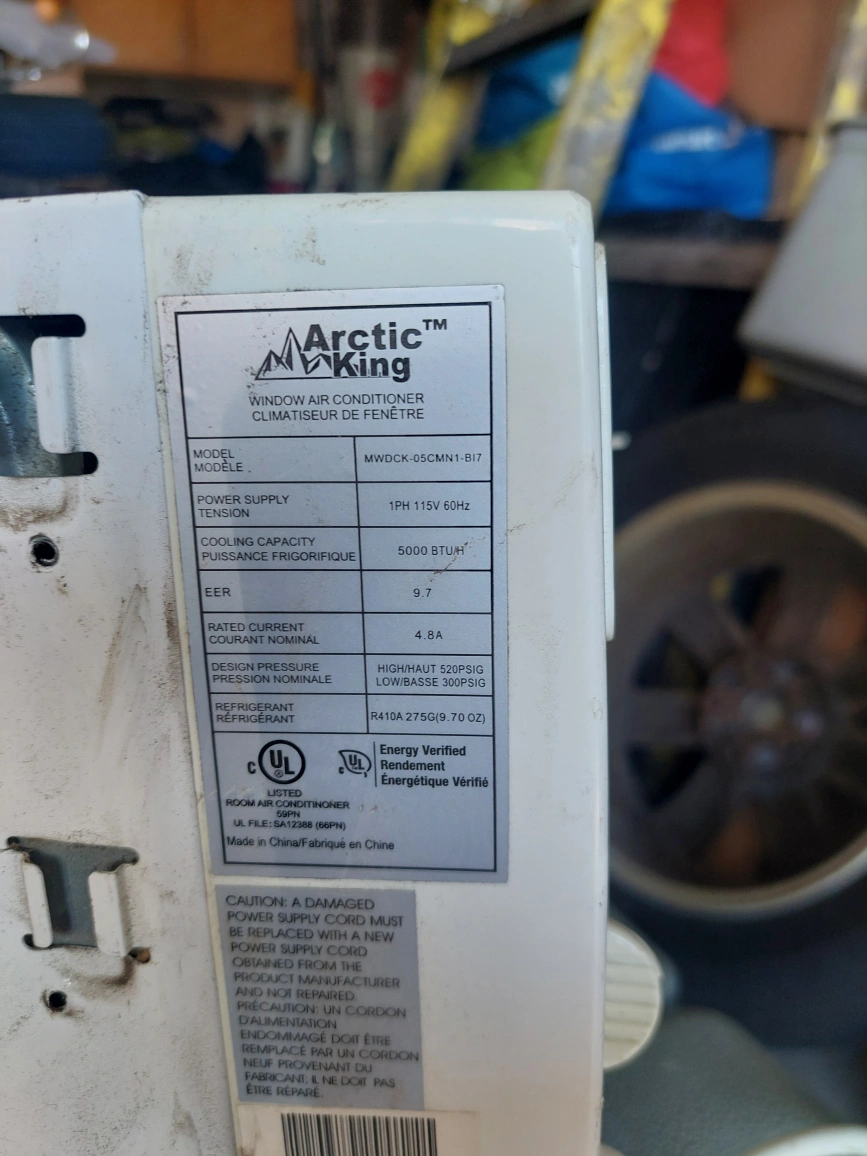 Arctic™
King
WINDOW AIR CONDITIONER
CLIMATISEUR DE FENÊTRE
MODEL
MODÈLE
MWDCK-05CMN1-BI7
POWER SUPPLY
TENSION
1PH 115V 60Hz
COOLING CAPACITY
PUISSANCE FRIGORIFIQUE
5000 BTU/H
EER
9.7
RATED CURRENT
COURANT NOMINAL
4.8A
DESIGN PRESSURE
PRESSION NOMINALE
HIGH/HAUT 520PSIG
LOW/BASSE 300PSIG
REFRIGERANT
RÉFRIGÉRANT
R410A 275G(9.70 OZ)
C UL ®
LISTED
ROOM AIR CONDITINONER
59PN
UL FILE: SA12388 (66PN)
C UL
Energy Verified
Rendement
Énergétique Vérifié
Made in China/Fabriqué en Chine
CAUTION: A DAMAGED
POWER SUPPLY CORD MUST
BE REPLACED WITH A NEW
POWER SUPPLY CORD
OBTAINED FROM THE
PRODUCT MANUFACTURER
AND NOT REPAIRED.
PRÉCAUTION: UN CORDON
D'ALIMENTATION
ENDOMMAGÉ DOIT ÊTRE
REMPLACÉ PAR UN CORDON
NEUF PROVENANT DU
FABRICANT, IL NE DOIT PAS
ÊTRE RÉPARÉ.